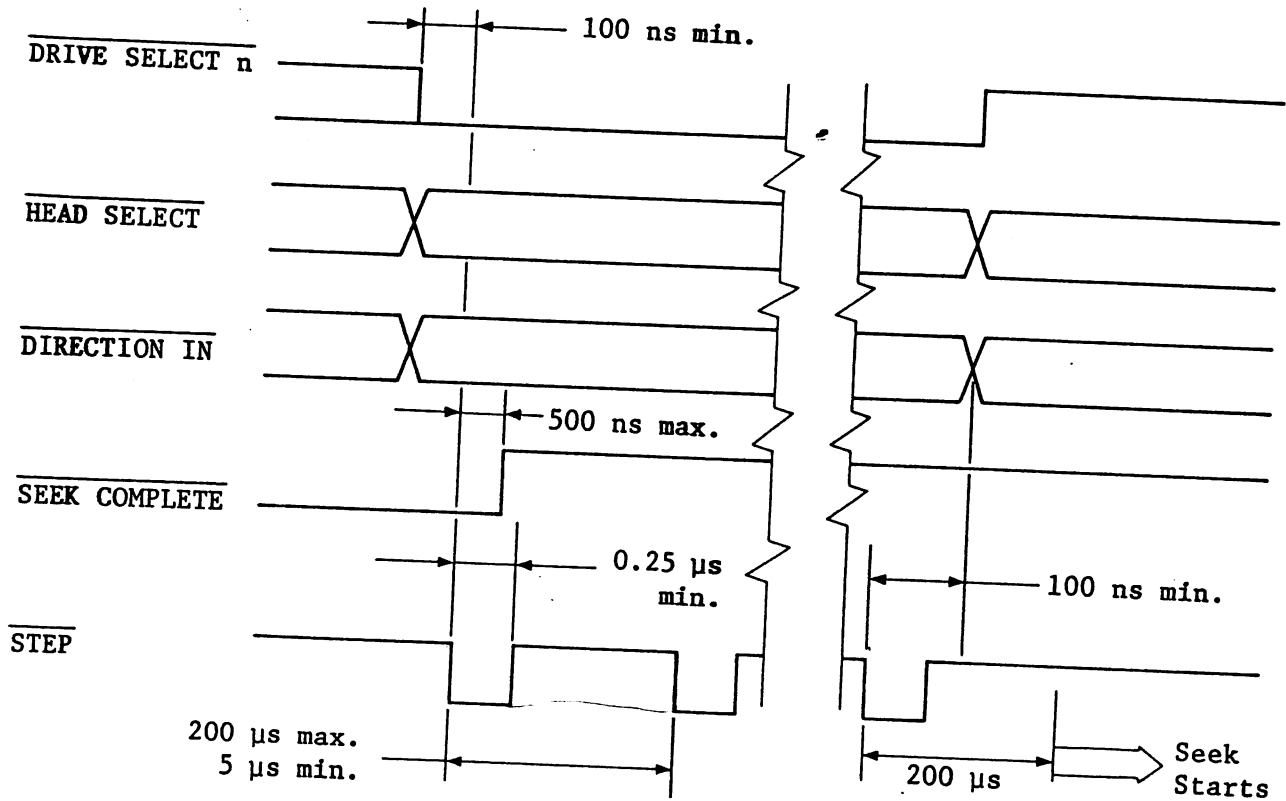 100 ns min.
DRIVE SELECT n
HEAD SELECT
DIRECTION IN
500 ns max.
SEEK COMPLETE
0.25 µs
min.
100 ns min.
STEP
200 µs max.
5 µs min.
200 µs
Seek
Starts